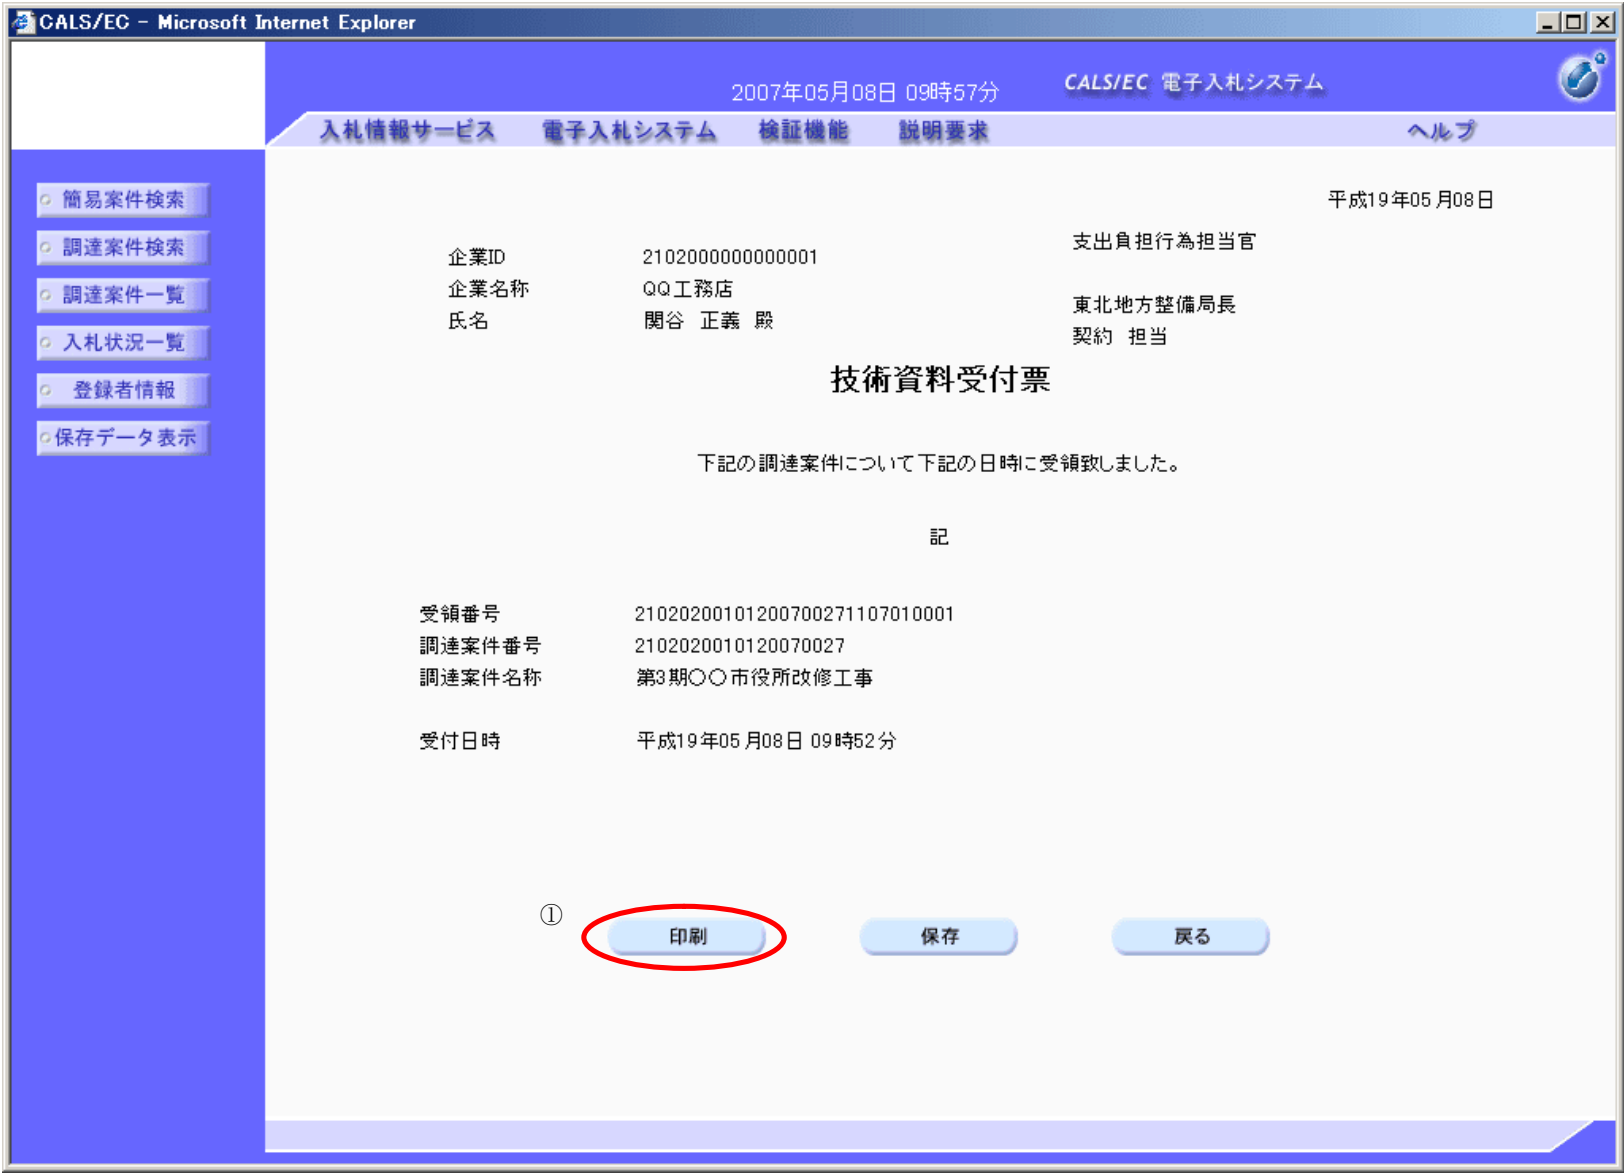 CALS/EC - Microsoft Internet Explorer
2007年05月08日 09時57分
CALS/EC 電子入札システム
入札情報サービス 電子入札システム 検証機能 説明要求 ヘルプ
簡易案件検索
調達案件検索
調達案件一覧
入札状況一覧
登録者情報
保存データ表示
平成19年05月08日
支出負担行為担当官
企業ID 2102000000000001
企業名称 QQ工務店
東北地方整備局長
氏名 関谷 正義 殿
契約 担当
技術資料受付票
下記の調達案件について下記の日時に受領致しました。
記
受領番号 21020200101200700271107010001
調達案件番号 2102020010120070027
調達案件名称 第3期○○市役所改修工事
受付日時 平成19年05月08日 09時52分
①
印刷 保存 戻る